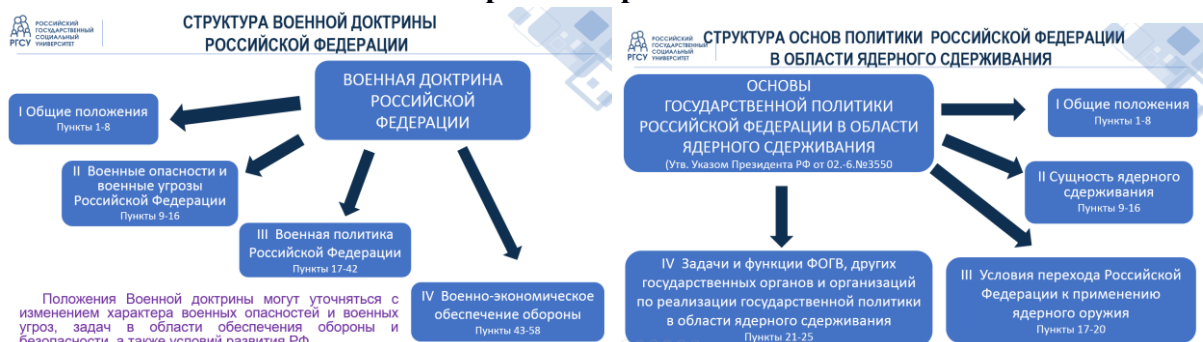 РОССИЙСКИЙ
ГОСУДАРСТВЕННЫЙ
СОЦИАЛЬНЫЙ
РГСУ УНИВЕРСИТЕТ
СТРУКТУРА ВОЕННОЙ ДОКТРИНЫ
РОССИЙСКОЙ ФЕДЕРАЦИИ
ВОЕННАЯ ДОКТРИНА
РОССИЙСКОЙ
ФЕДЕРАЦИИ
I Общие положения
Пункты 1-8
II Военные опасности и
военные угрозы
Российской Федерации
Пункты 9-16
III Военная политика
Российской Федерации
Пункты 17-42
IV Военно-экономическое
обеспечение обороны
Пункты 43-58
Положения Военной доктрины могут уточняться с
изменением характера военных опасностей и военных
угроз, задач в области обеспечения обороны и
безопасности, а также условий развития РФ
РОССИЙСКИЙ
ГОСУДАРСТВЕННЫЙ
СОЦИАЛЬНЫЙ
РГСУ УНИВЕРСИТЕТ
СТРУКТУРА ОСНОВ ПОЛИТИКИ РОССИЙСКОЙ ФЕДЕРАЦИИ
В ОБЛАСТИ ЯДЕРНОГО СДЕРЖИВАНИЯ
ОСНОВЫ
ГОСУДАРСТВЕННОЙ ПОЛИТИКИ
РОССИЙСКОЙ ФЕДЕРАЦИИ В ОБЛАСТИ
ЯДЕРНОГО СДЕРЖИВАНИЯ
(Утв. Указом Президента РФ от 02.-6.№3550
I Общие положения
Пункты 1-8
II Сущность ядерного
сдерживания
Пункты 9-16
III Условия перехода Российской
Федерации к применению
ядерного оружия
Пункты 17-20
IV Задачи и функции ФОГВ, других
государственных органов и организаций
по реализации государственной политики
в области ядерного сдерживания
Пункты 21-25